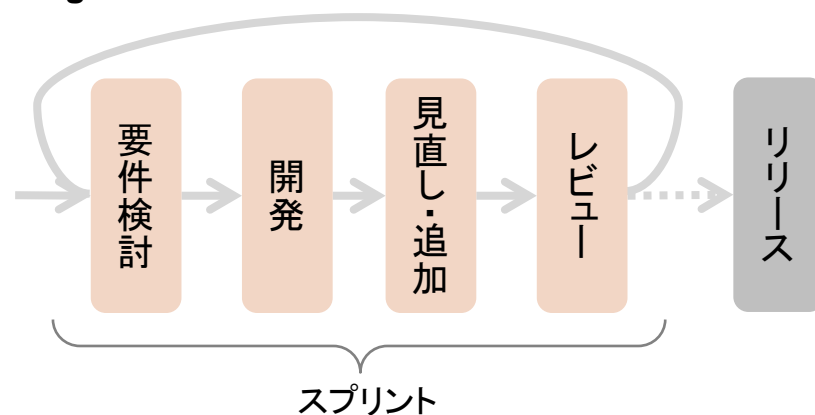 要件検討
開発
見直し・追加
レビュー
リリース
スプリント